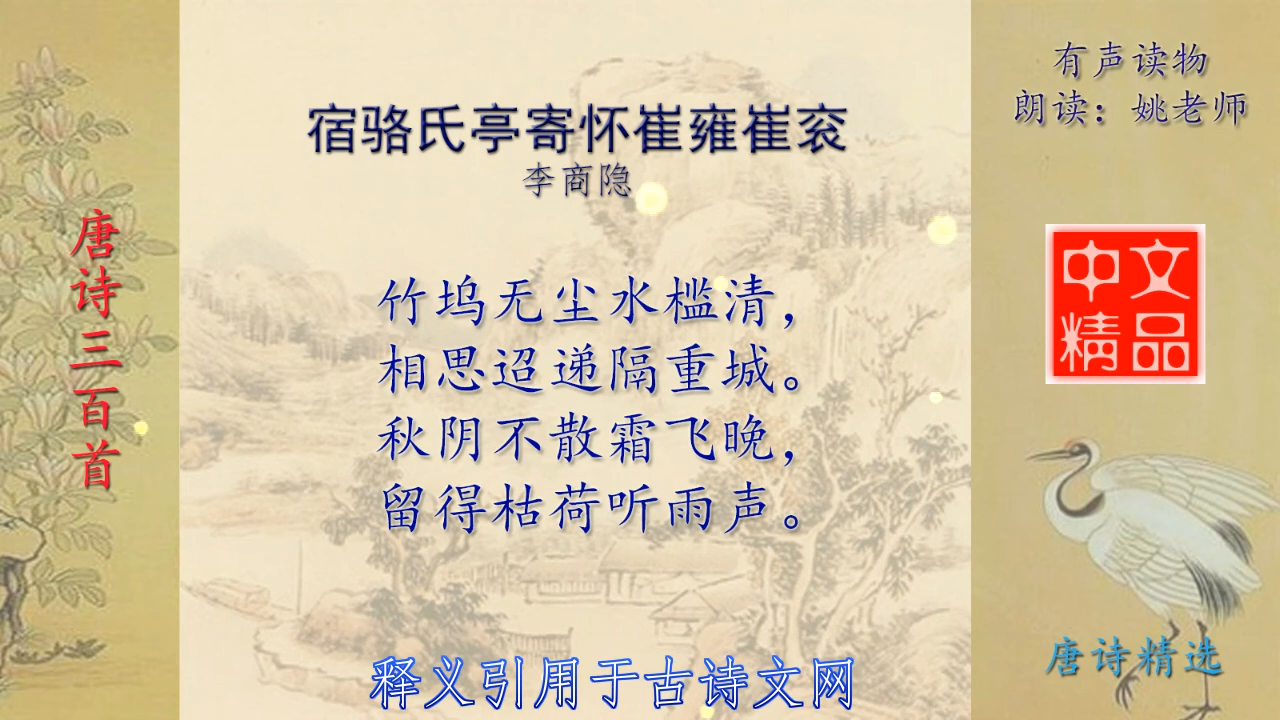 宿骆氏亭寄怀崔雍崔衮
李商隐
竹坞无尘水槛清，
相思迢递隔重城。
秋阴不散霜飞晚，
留得枯荷听雨声。
释义引用于古诗文网
唐诗三百首
有声读物
朗读：姚老师
中文
精品
唐诗精选